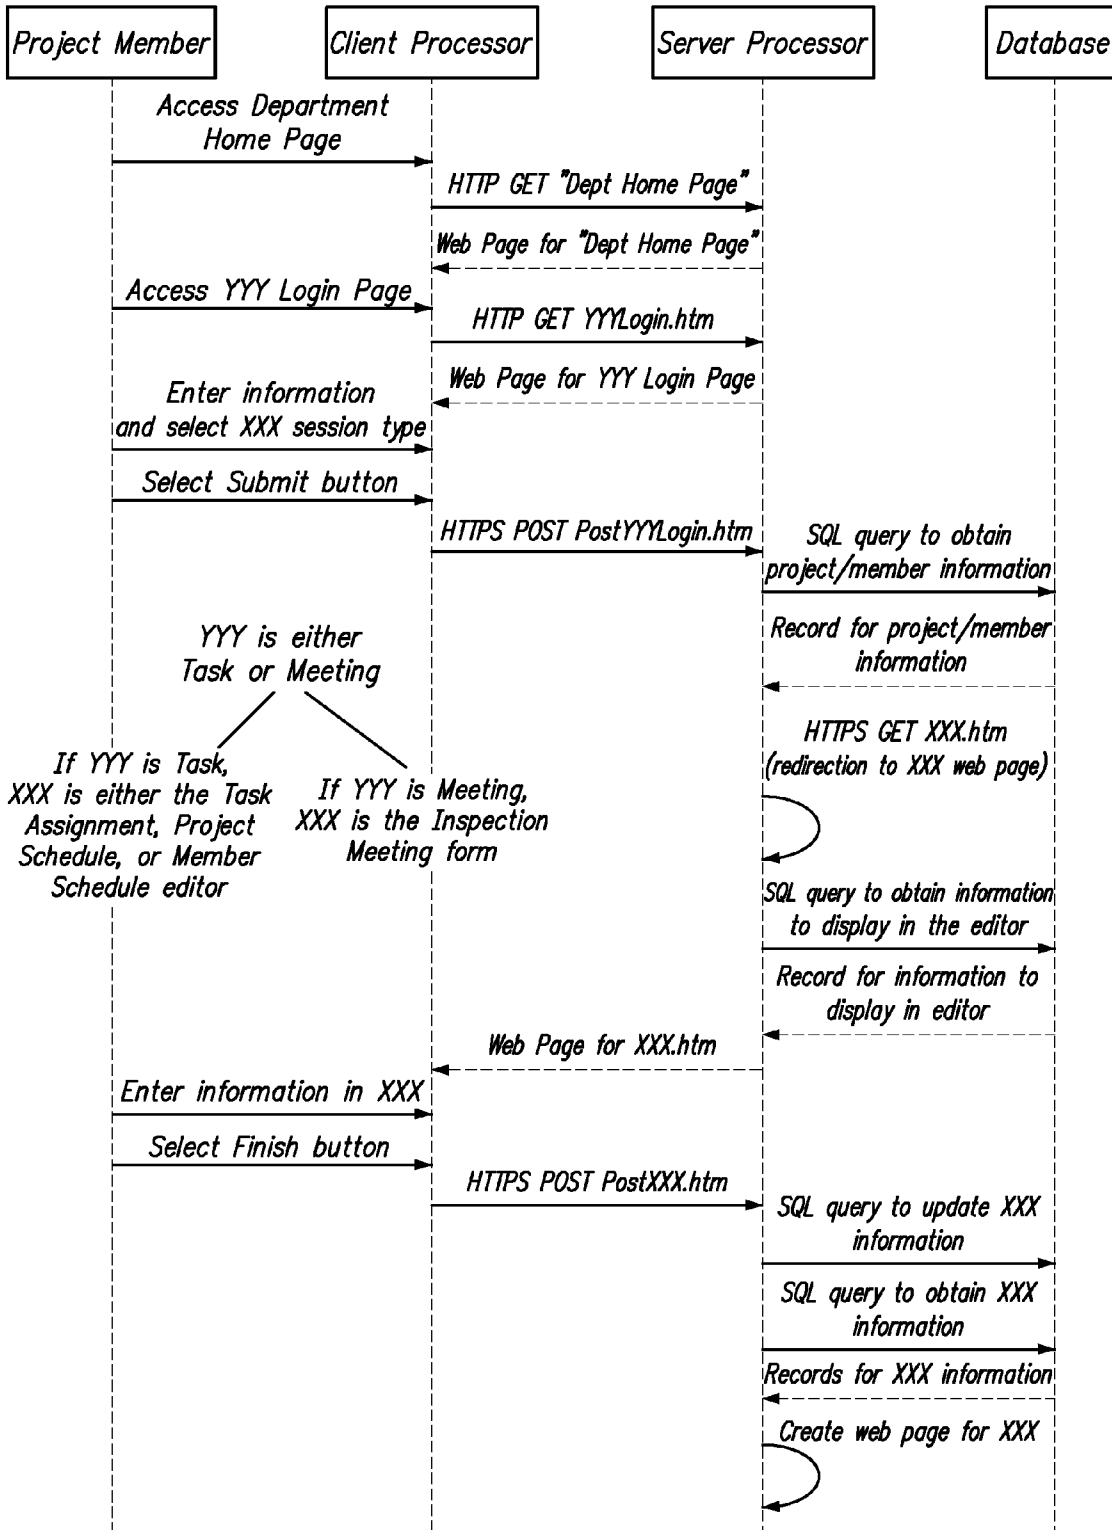 Project Member
Client Processor
Server Processor
Database
Access Department
Home Page
HTTP GET "Dept Home Page"
Web Page for "Dept Home Page"
Access YYY Login Page
HTTP GET YYYLogin.htm
Web Page for YYY Login Page
Enter information
and select XXX session type
Select Submit button
HTTPS POST PostYYYLogin.htm
SQL query to obtain
project/member information
Record for project/member
information
YYY is either
Task or Meeting
If YYY is Task,
XXX is either the Task
Assignment, Project
Schedule, or Member
Schedule editor
If YYY is Meeting,
XXX is the Inspection
Meeting form
HTTPS GET XXX.htm
(redirection to XXX web page)
SQL query to obtain information
to display in the editor
Record for information to
display in editor
Web Page for XXX.htm
Enter information in XXX
Select Finish button
HTTPS POST PostXXX.htm
SQL query to update XXX
information
SQL query to obtain XXX
information
Records for XXX information
Create web page for XXX